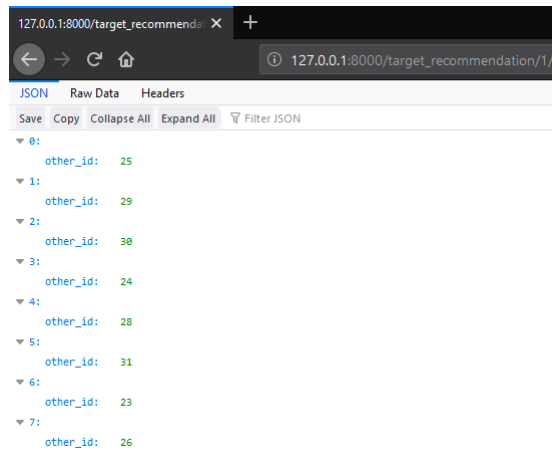 127.0.0.1:8000/target_recommenda
127.0.0.1:8000/target_recommendation/1/
JSON Raw Data Headers
Save Copy Collapse All Expand All Filter JSON
0:
other_id: 25
1:
other_id: 29
2:
other_id: 30
3:
other_id: 24
4:
other_id: 28
5:
other_id: 31
6:
other_id: 23
7:
other_id: 26